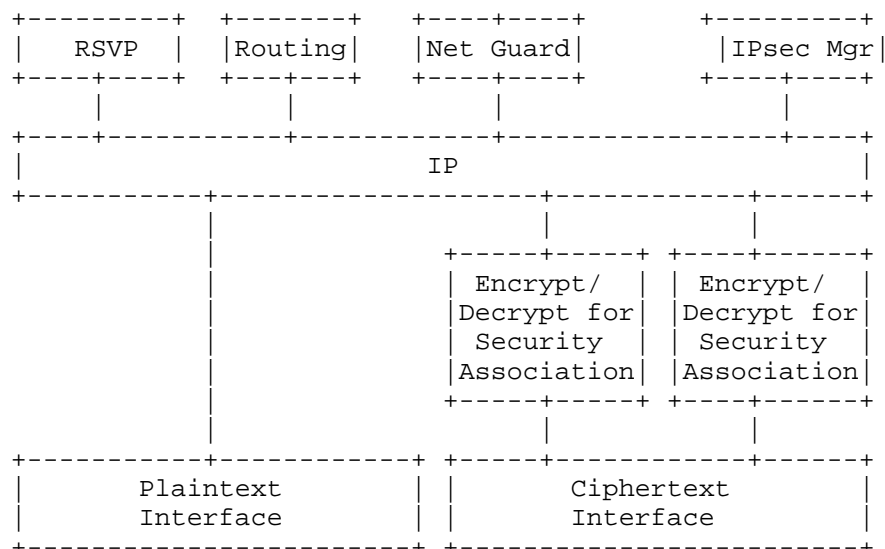 RSVP Routing Net Guard IPsec Mgr
IP
Encrypt/ Encrypt/
Decrypt for Decrypt for
Security Security
Association Association
Plaintext Ciphertext
Interface Interface